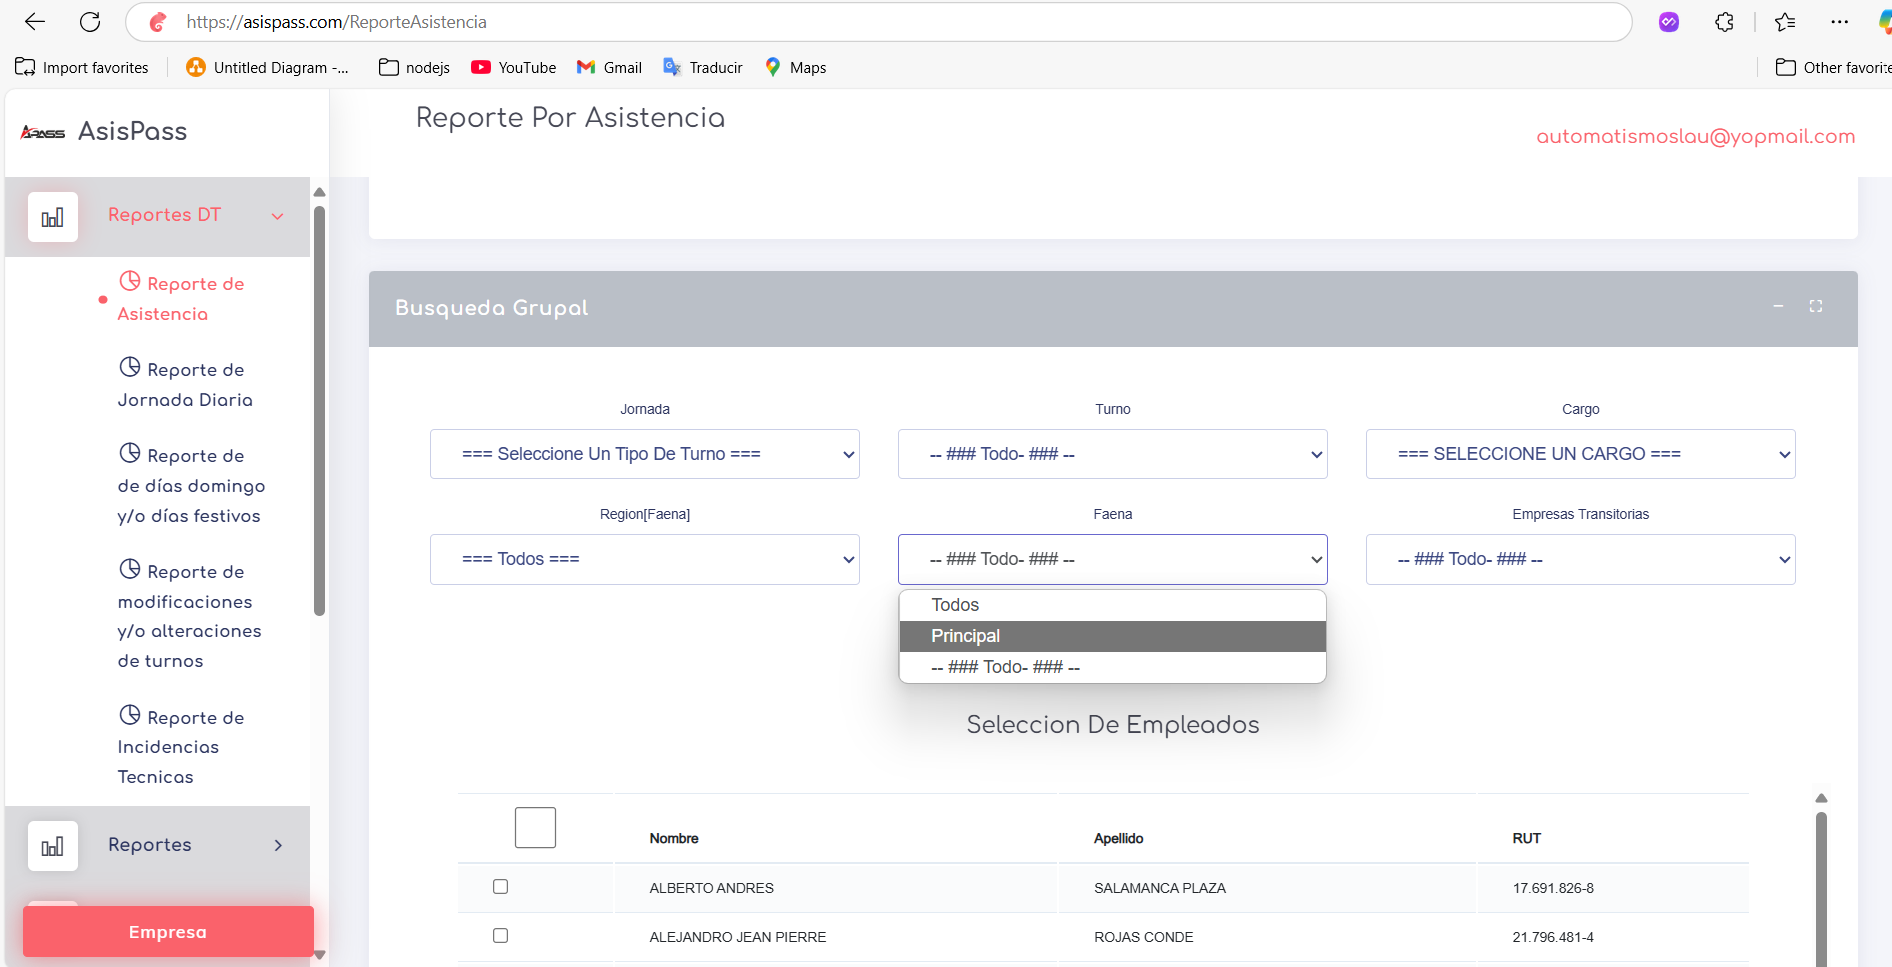 https://asispass.com/ReporteAsistencia
Import favorites
Untitled Diagram -...
nodejs
YouTube
Gmail
Traducir
Maps
Other favorite
APASS AsisPass
Reporte Por Asistencia
automatismoslau@yopmail.com
Reportes DT
Reporte de
Asistencia
Reporte de
Jornada Diaria
Reporte de
de días domingo
y/o días festivos
Reporte de
modificaciones
y/o alteraciones
de turnos
Reporte de
Incidencias
Tecnicas
Reportes
Empresa
Busqueda Grupal
Jornada
Turno
Cargo
=== Seleccione Un Tipo De Turno ===
-- ### Todo- ### --
=== SELECCIONE UN CARGO ===
Region[Faena]
Faena
Empresas Transitorias
=== Todos ===
-- ### Todo- ### --
-- ### Todo- ### --
Todos
Principal
-- ### Todo- ### --
Seleccion De Empleados
Nombre Apellido RUT
ALBERTO ANDRES SALAMANCA PLAZA 17.691.826-8
ALEJANDRO JEAN PIERRE ROJAS CONDE 21.796.481-4